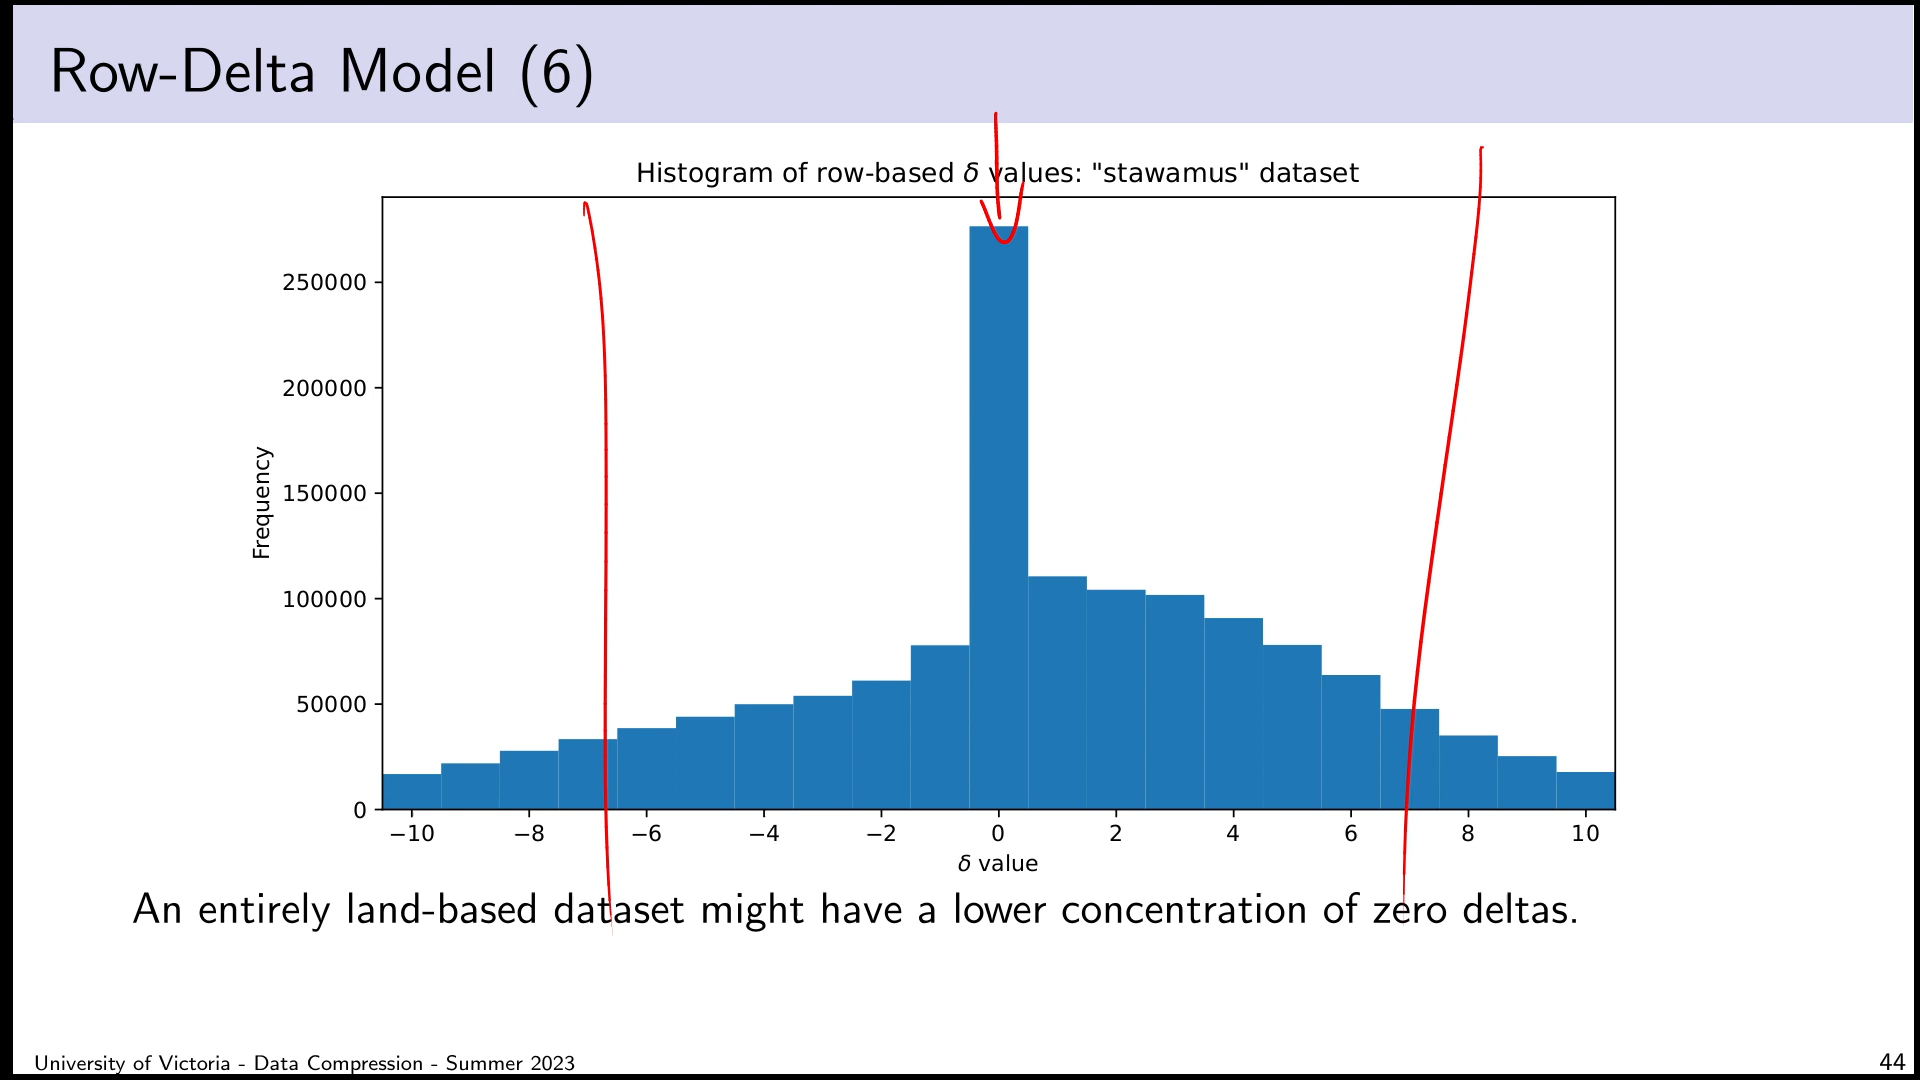 Row-Delta Model (6)
Histogram of row-based δ values: "stawamus" dataset
Frequency
250000
200000
150000
100000
50000
0
−10 −8 −6 −4 −2 0 2 4 6 8 10
δ value
An entirely land-based dataset might have a lower concentration of zero deltas.
University of Victoria - Data Compression - Summer 2023
44